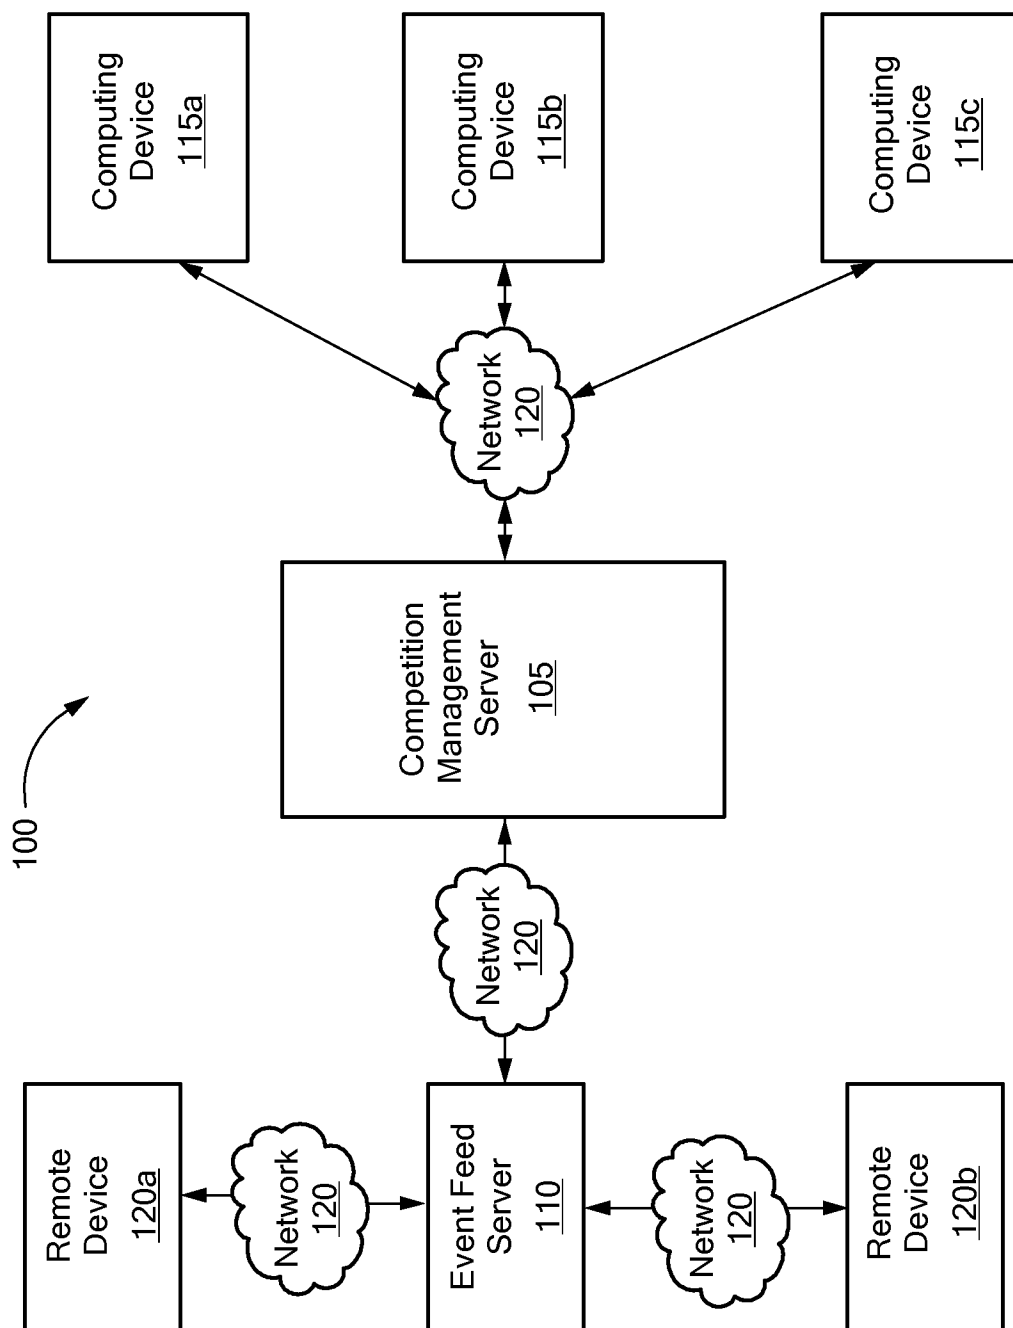 100
Remote
Device
120a
Network
120
Event Feed
Server
110
Network
120
Remote
Device
120b
Network
120
Competition
Management
Server
105
Network
120
Computing
Device
115a
Computing
Device
115b
Computing
Device
115c